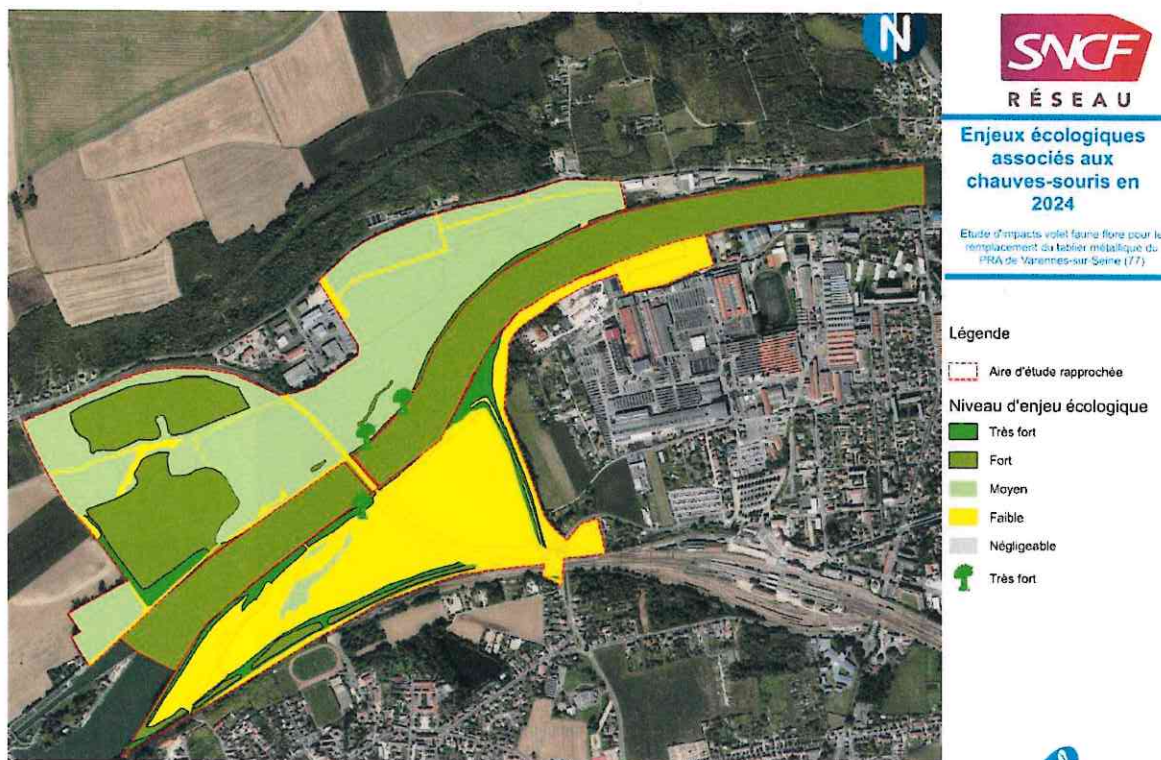 N
SNCF
RÉSEAU
Enjeux écologiques
associés aux
chauves-souris en
2024
Etude d'impacts volet faune flore pour le
remplacement du tablier métallique du
PRA de Varennes-sur-Seine (77)
Légende
Aire d'étude rapprochée
Niveau d'enjeu écologique
Très fort
Fort
Moyen
Faible
Négligeable
Très fort